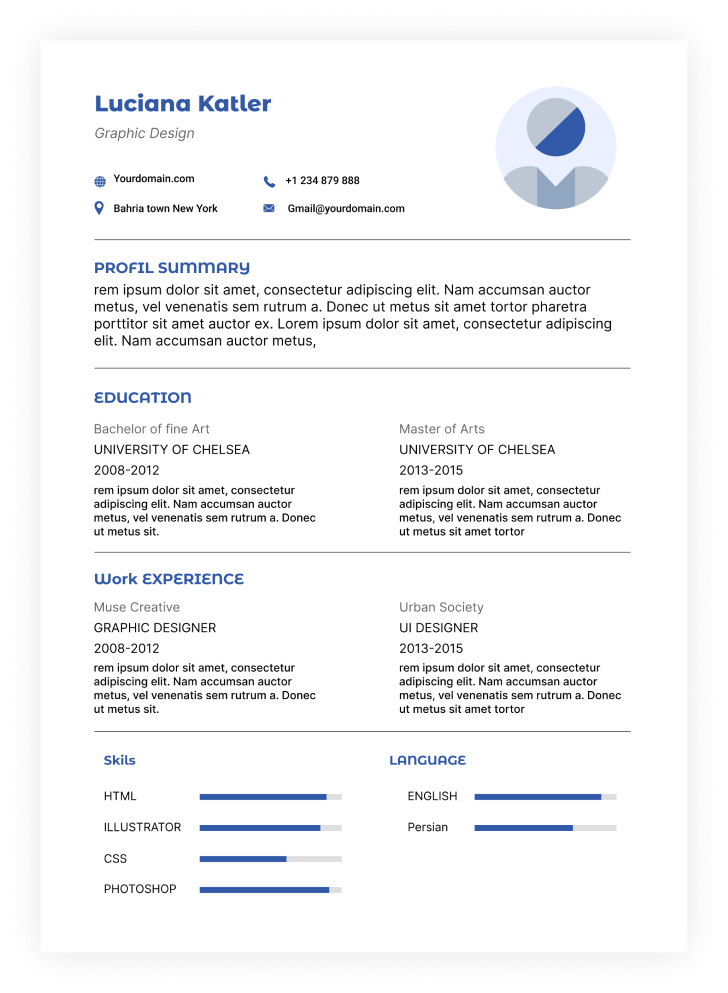 Luciana Katler
Graphic Design
Yourdomain.com
+1 234 879 888
Bahria town New York
Gmail@yourdomain.com
PROFIL SUMMARY
rem ipsum dolor sit amet, consectetur adipiscing elit. Nam accumsan auctor
metus, vel venenatis sem rutrum a. Donec ut metus sit amet tortor pharetra
porttitor sit amet auctor ex. Lorem ipsum dolor sit amet, consectetur adipiscing
elit. Nam accumsan auctor metus,
EDUCATION
Bachelor of fine Art
UNIVERSITY OF CHELSEA
2008-2012
rem ipsum dolor sit amet, consectetur
adipiscing elit. Nam accumsan auctor
metus, vel venenatis sem rutrum a. Donec
ut metus sit.
Master of Arts
UNIVERSITY OF CHELSEA
2013-2015
rem ipsum dolor sit amet, consectetur
adipiscing elit. Nam accumsan auctor
metus, vel venenatis sem rutrum a. Donec
ut metus sit amet tortor
Work EXPERIENCE
Muse Creative
GRAPHIC DESIGNER
2008-2012
rem ipsum dolor sit amet, consectetur
adipiscing elit. Nam accumsan auctor
metus, vel venenatis sem rutrum a. Donec
ut metus sit.
Urban Society
UI DESIGNER
2013-2015
rem ipsum dolor sit amet, consectetur
adipiscing elit. Nam accumsan auctor
metus, vel venenatis sem rutrum a. Donec
ut metus sit amet tortor
Skils
HTML
ILLUSTRATOR
CSS
PHOTOSHOP
LANGUAGE
ENGLISH
Persian